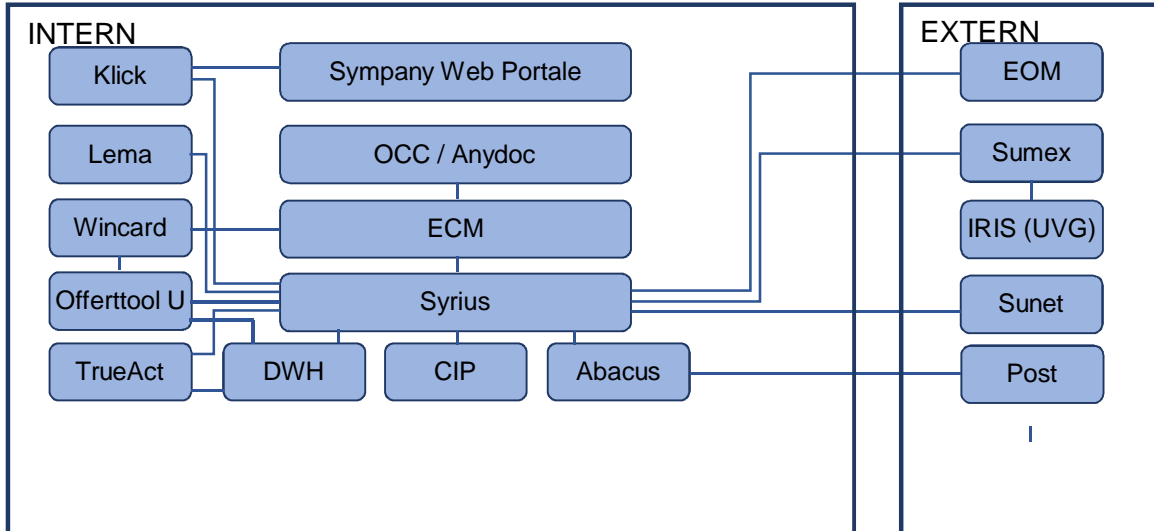 INTERN
Klick
Sympany Web Portale
Lema
OCC / Anydoc
Wincard
ECM
Offerttool U
Syrius
TrueAct
DWH
CIP
Abacus
EXTERN
EOM
Sumex
IRIS (UVG)
Sunet
Post